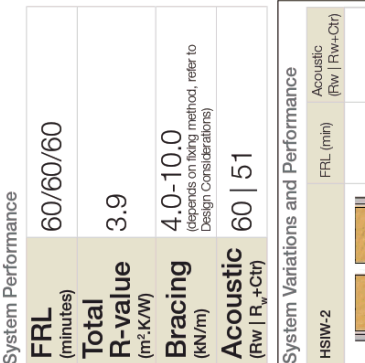 System Performance
FRL
(minutes)
60/60/60
Total
R-value
(m².K/W)
3.9
Bracing
(kN/m)
4.0-10.0
(depends on fixing method, refer to
Design Considerations)
Acoustic
(Rw | Rw+Ctr)
60 | 51
System Variations and Performance
HSIW-2
FRL (min)
Acoustic
(Rw | Rw+Ctr)